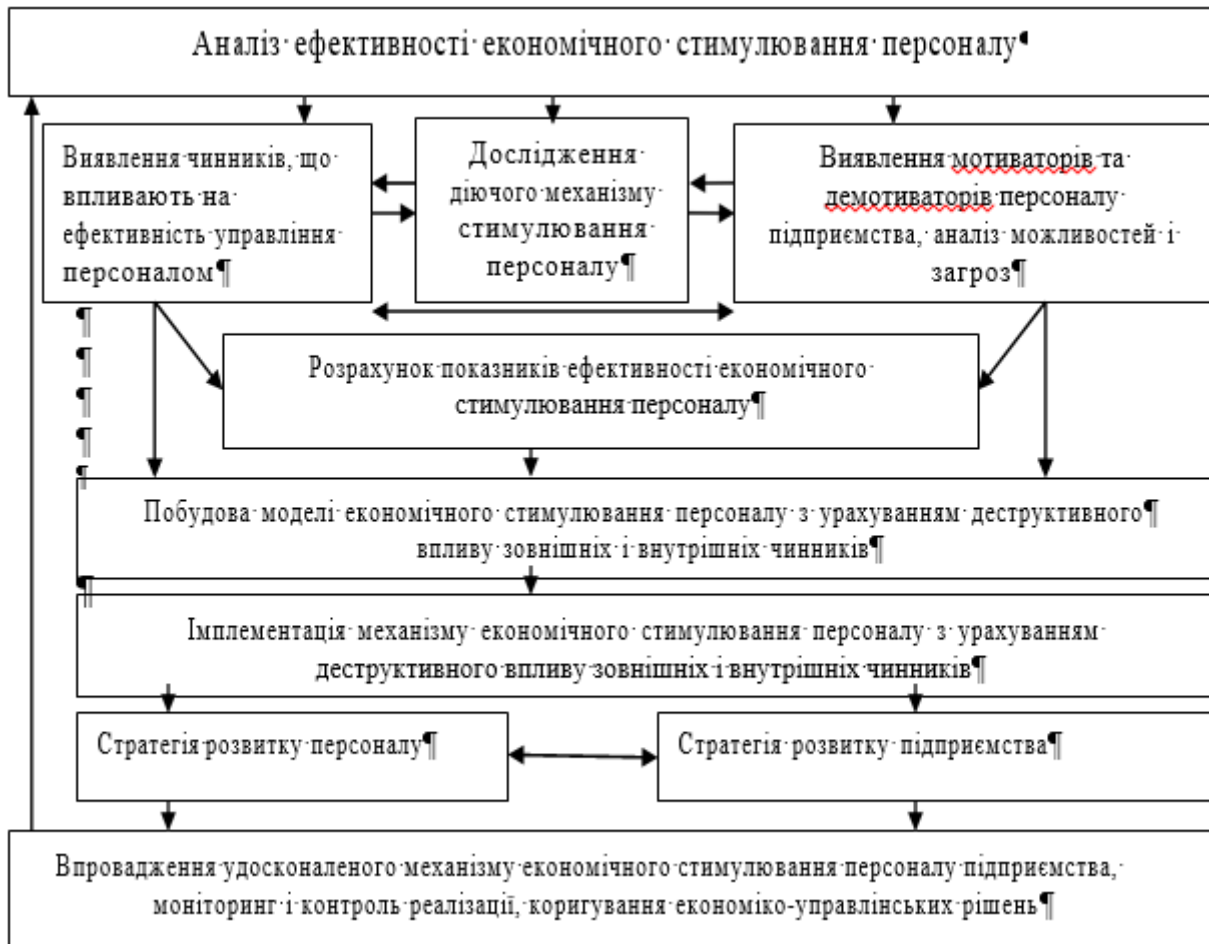 Аналіз ефективності економічного стимулювання персоналу¶
Виявлення чинників, що
впливають на
ефективність управління
персоналом¶
Дослідження
діючого механізму
стимулювання
персоналу¶
Виявлення мотиваторів та
демотиваторів персоналу
підприємства, аналіз можливостей і
загроз¶
¶
¶
¶
¶
¶
Розрахунок показників ефективності економічного
стимулювання персоналу¶
Побудова моделі економічного стимулювання персоналу з урахуванням деструктивного¶
впливу зовнішніх і внутрішніх чинників¶
¶
Імплементація механізму економічного стимулювання персоналу з урахуванням
деструктивного впливу зовнішніх і внутрішніх чинників¶
Стратегія розвитку персоналу¶
Стратегія розвитку підприємства¶
Впровадження удосконаленого механізму економічного стимулювання персоналу підприємства,
моніторинг і контроль реалізації, коригування економіко-управлінських рішень¶